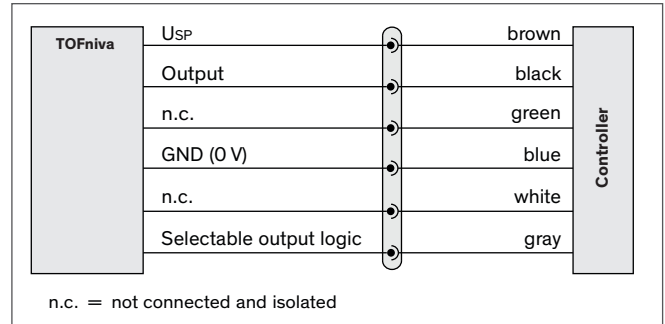 TOFniva
USP brown
Output black
n.c. green
GND (0 V) blue
n.c. white
Selectable output logic gray
Controller
n.c. = not connected and isolated